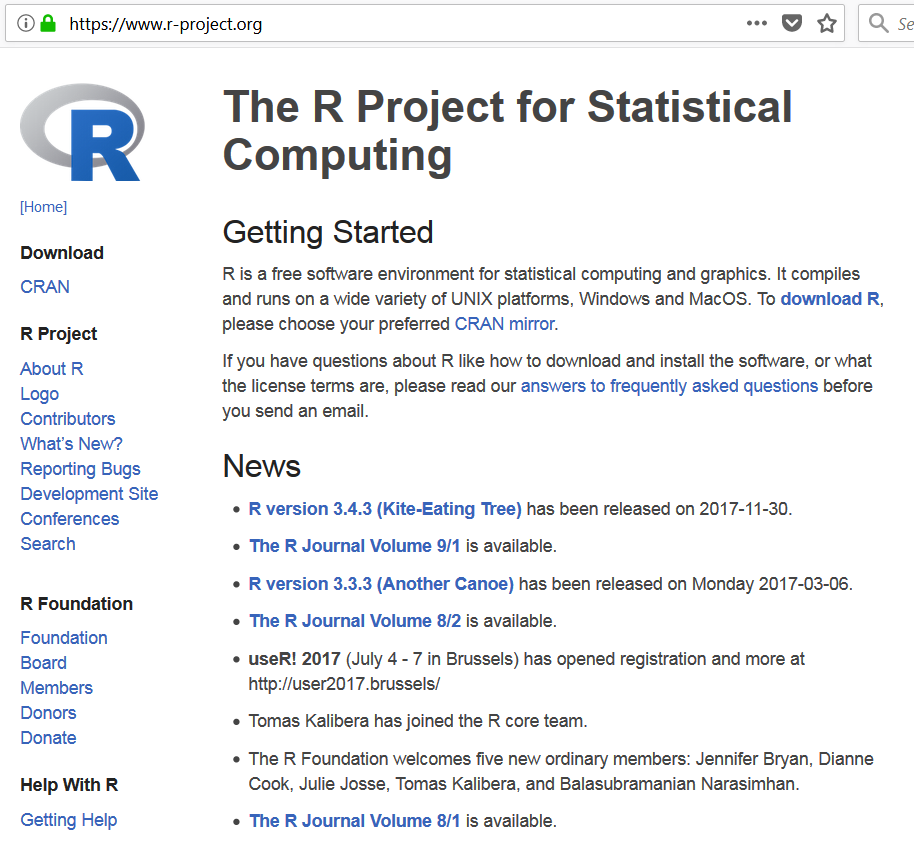 https://www.r-project.org
Se
R
[Home]
Download
CRAN
R Project
About R
Logo
Contributors
What's New?
Reporting Bugs
Development Site
Conferences
Search
R Foundation
Foundation
Board
Members
Donors
Donate
Help With R
Getting Help
The R Project for Statistical
Computing
Getting Started
R is a free software environment for statistical computing and graphics. It compiles
and runs on a wide variety of UNIX platforms, Windows and MacOS. To download R,
please choose your preferred CRAN mirror.
If you have questions about R like how to download and install the software, or what
the license terms are, please read our answers to frequently asked questions before
you send an email.
News
• R version 3.4.3 (Kite-Eating Tree) has been released on 2017-11-30.
• The R Journal Volume 9/1 is available.
• R version 3.3.3 (Another Canoe) has been released on Monday 2017-03-06.
• The R Journal Volume 8/2 is available.
• useR! 2017 (July 4 - 7 in Brussels) has opened registration and more at
http://user2017.brussels/
• Tomas Kalibera has joined the R core team.
• The R Foundation welcomes five new ordinary members: Jennifer Bryan, Dianne
Cook, Julie Josse, Tomas Kalibera, and Balasubramanian Narasimhan.
• The R Journal Volume 8/1 is available.